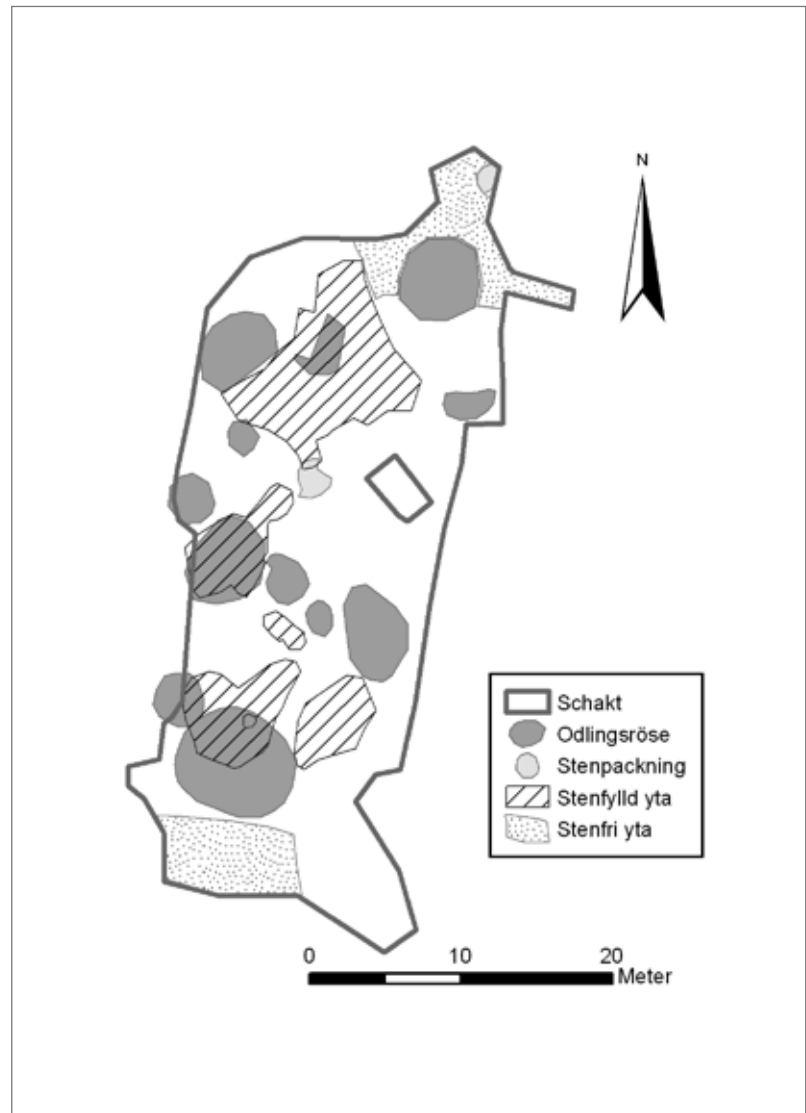 N
Schakt
Odlingsröse
Stenpackning
Stenfylld yta
Stenfri yta
0 10 20
Meter